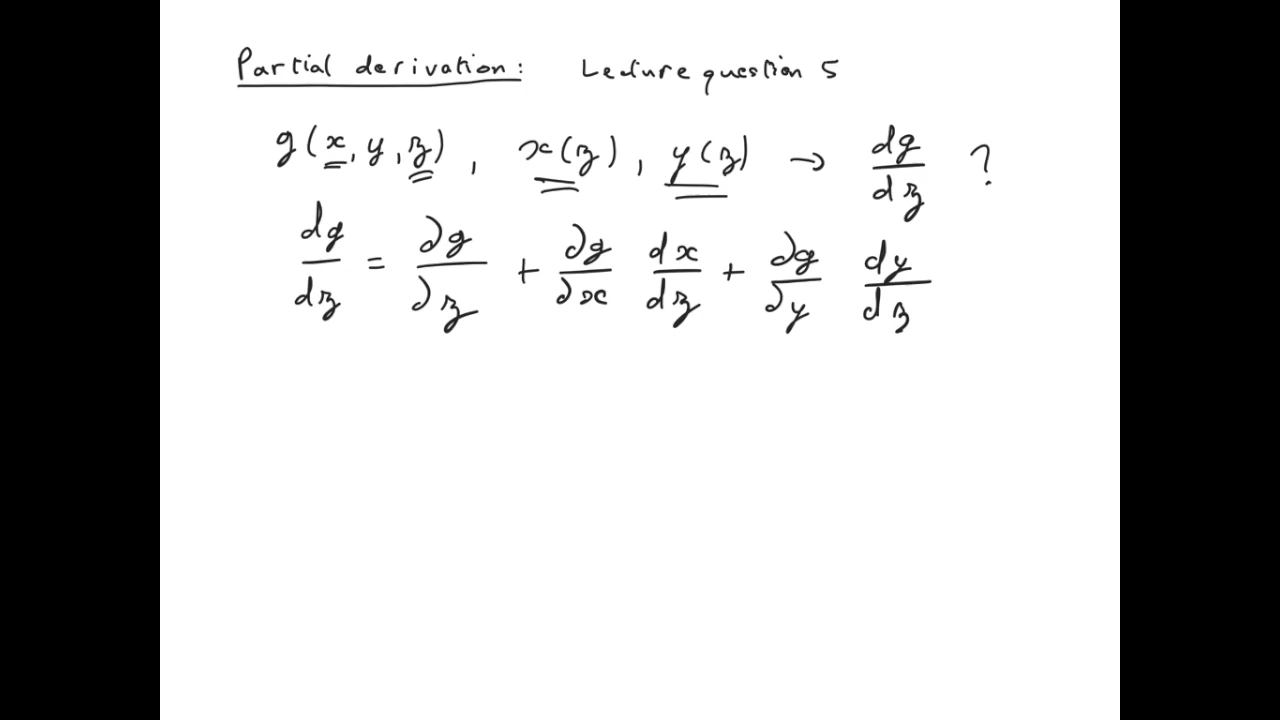 Partial derivation: Lecture question 5
g(x, y, z), x(z), y(z) → dg/dz ?
dg/dz = ∂g/∂z + ∂g/∂x dx/dz + ∂g/∂y dy/dz